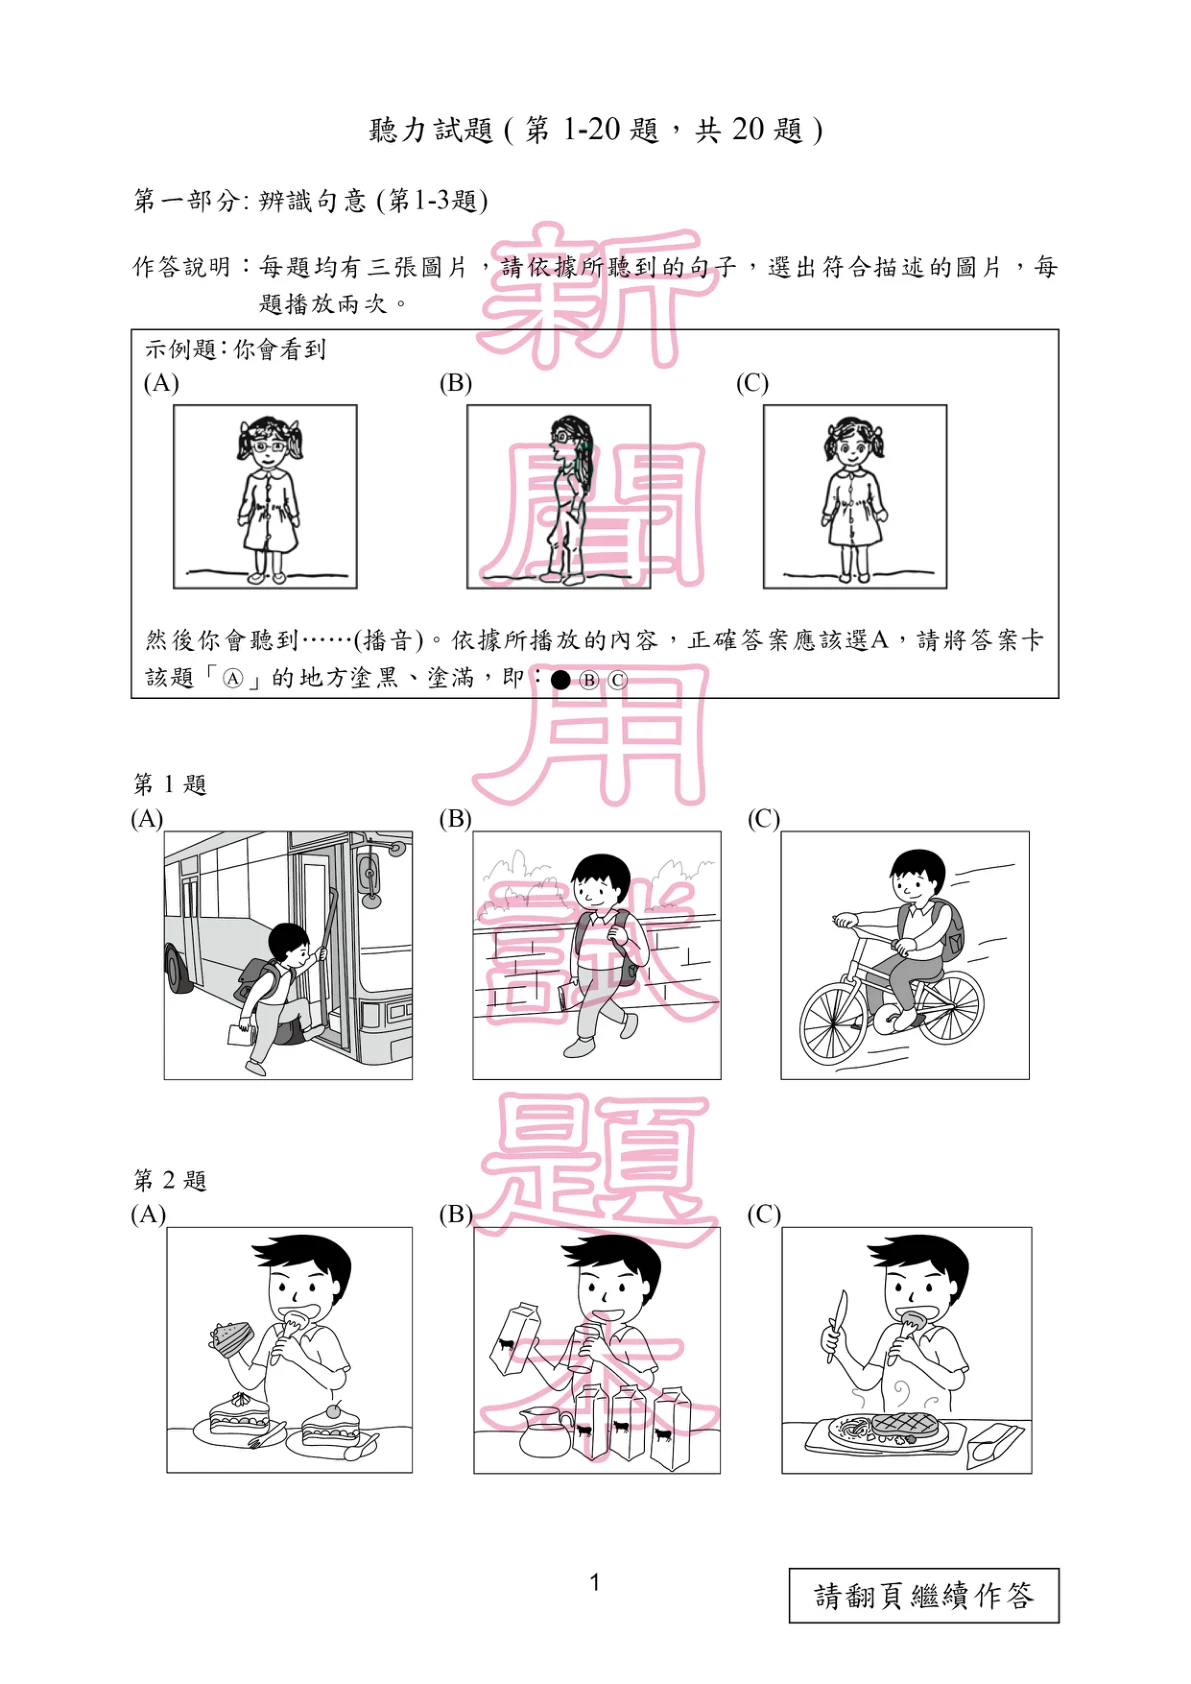 聽力試題 ( 第 1-20 題，共 20 題 )
第一部分: 辨識句意 (第1-3題)
作答說明：每題均有三張圖片，請依據所聽到的句子，選出符合描述的圖片，每
題播放兩次。
示例題：你會看到
(A) (B) (C)
然後你會聽到……(播音)。依據所播放的內容，正確答案應該選A，請將答案卡
該題「Ⓐ」的地方塗黑、塗滿，即：● Ⓑ Ⓒ
第 1 題
(A) (B) (C)
第 2 題
(A) (B) (C)
1
請翻頁繼續作答
新聞用試題本